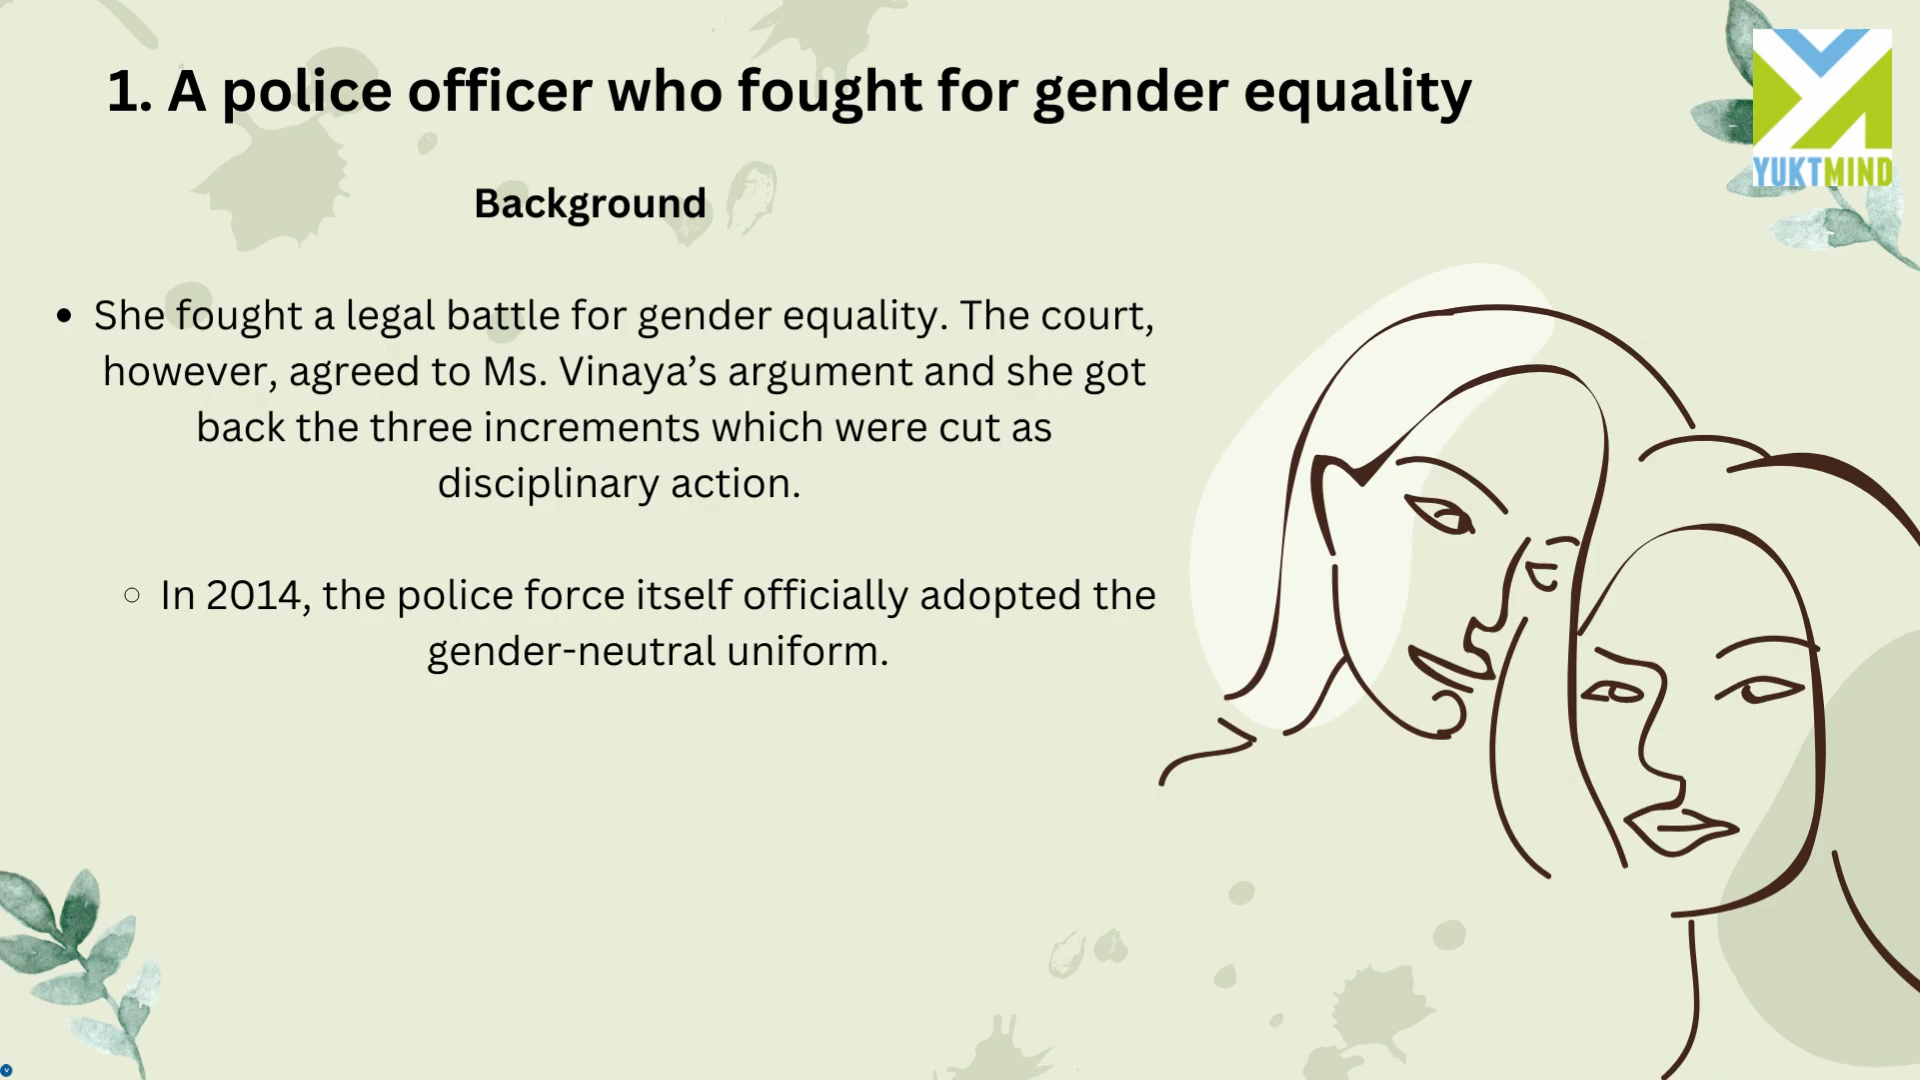 1. A police officer who fought for gender equality
YUKTMIND
Background
• She fought a legal battle for gender equality. The court,
however, agreed to Ms. Vinaya’s argument and she got
back the three increments which were cut as
disciplinary action.
○ In 2014, the police force itself officially adopted the
gender-neutral uniform.